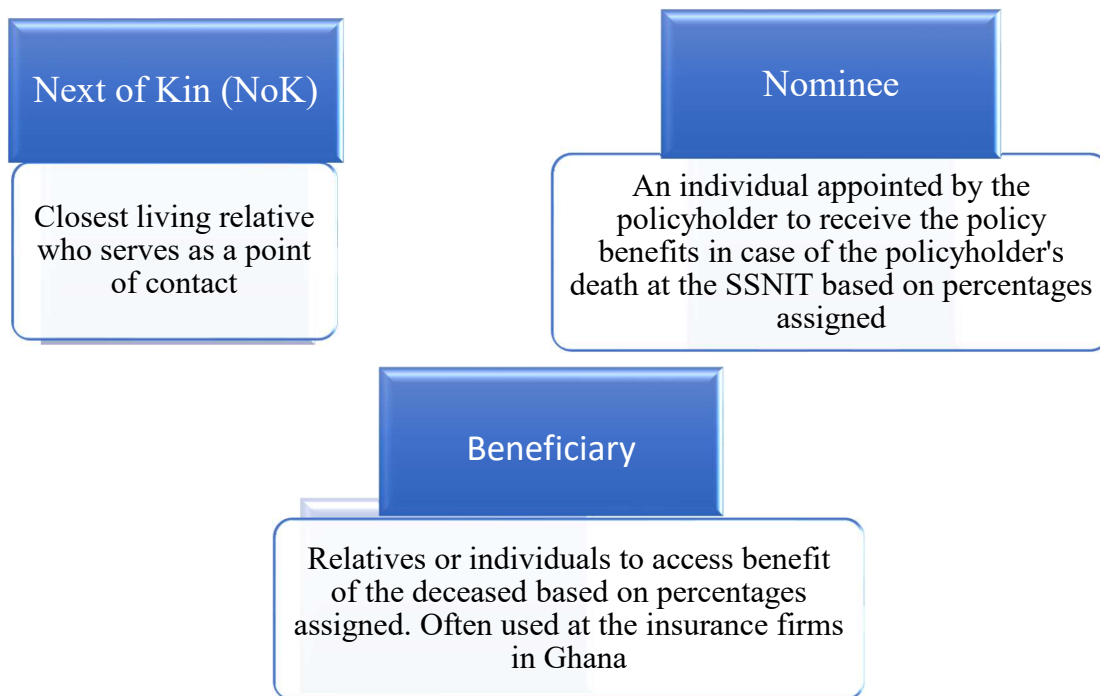 Next of Kin (NoK)
Closest living relative
who serves as a point
of contact
Nominee
An individual appointed by the
policyholder to receive the policy
benefits in case of the policyholder's
death at the SSNIT based on percentages
assigned
Beneficiary
Relatives or individuals to access benefit
of the deceased based on percentages
assigned. Often used at the insurance firms
in Ghana